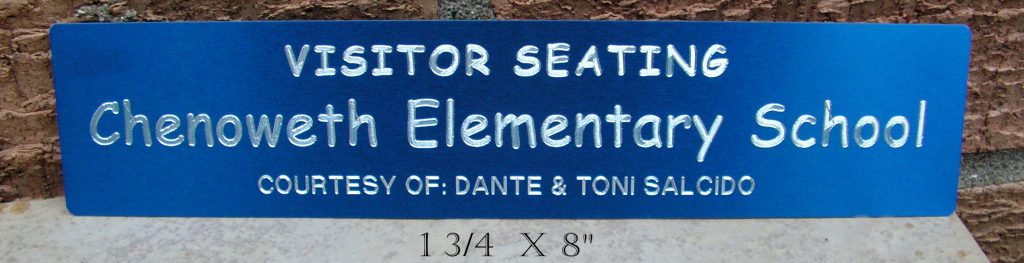 VISITOR SEATING
Chenoweth Elementary School
COURTESY OF: DANTE & TONI SALCIDO
1 3/4 X 8"